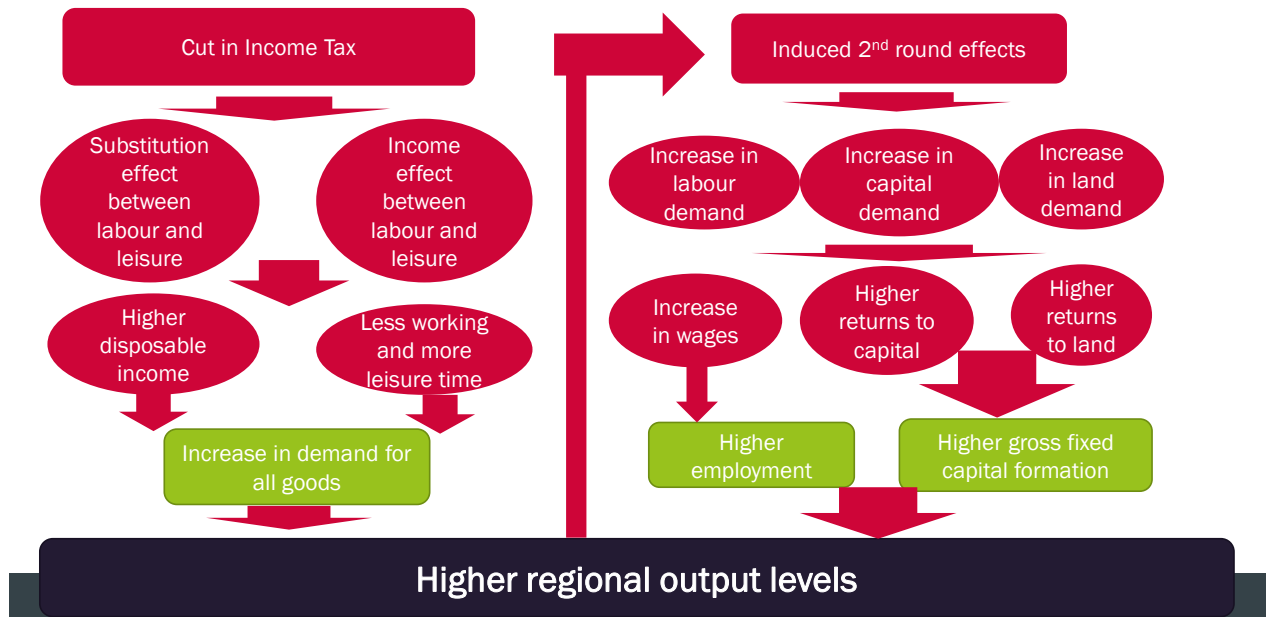 Cut in Income Tax
Substitution
effect
between
labour and
leisure
Income
effect
between
labour and
leisure
Higher
disposable
income
Less working
and more
leisure time
Increase in demand for
all goods
Induced 2nd round effects
Increase in
labour
demand
Increase in
capital
demand
Increase
in land
demand
Increase
in wages
Higher
returns to
capital
Higher
returns
to land
Higher
employment
Higher gross fixed
capital formation
Higher regional output levels